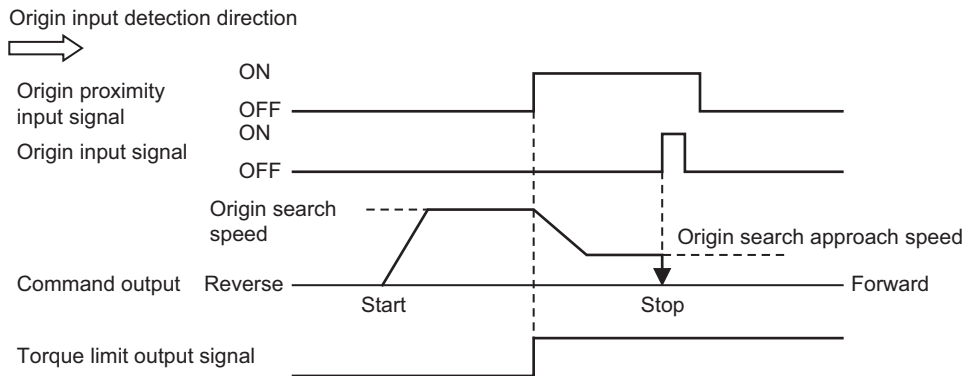 Origin input detection direction
ON
Origin proximity
input signal
OFF
ON
Origin input signal
OFF
Origin search
speed
Origin search approach speed
Command output
Reverse
Forward
Start
Stop
Torque limit output signal